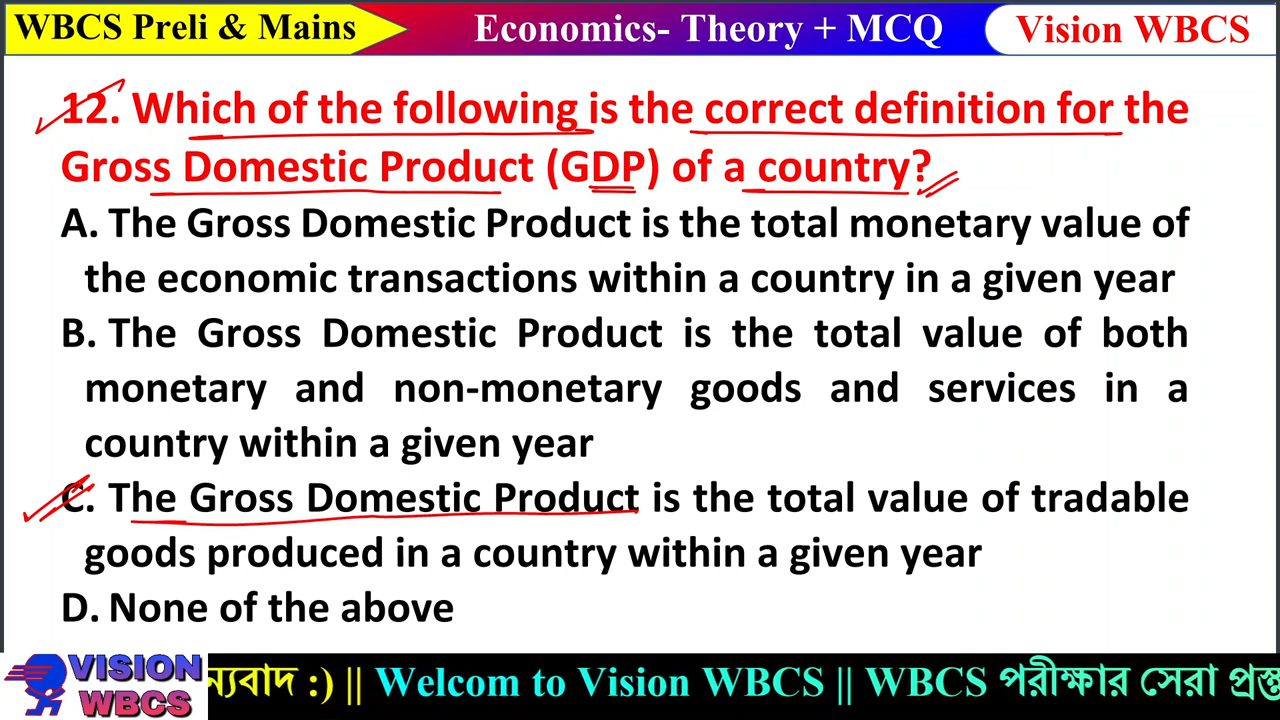 WBCS Preli & Mains
Economics- Theory + MCQ
Vision WBCS
12. Which of the following is the correct definition for the
Gross Domestic Product (GDP) of a country?
A. The Gross Domestic Product is the total monetary value of
the economic transactions within a country in a given year
B. The Gross Domestic Product is the total value of both
monetary and non-monetary goods and services in a
country within a given year
C. The Gross Domestic Product is the total value of tradable
goods produced in a country within a given year
D. None of the above
VISION
WBCS
ন্যবাদ :) || Welcom to Vision WBCS || WBCS পরীক্ষার সেরা প্রস্তু